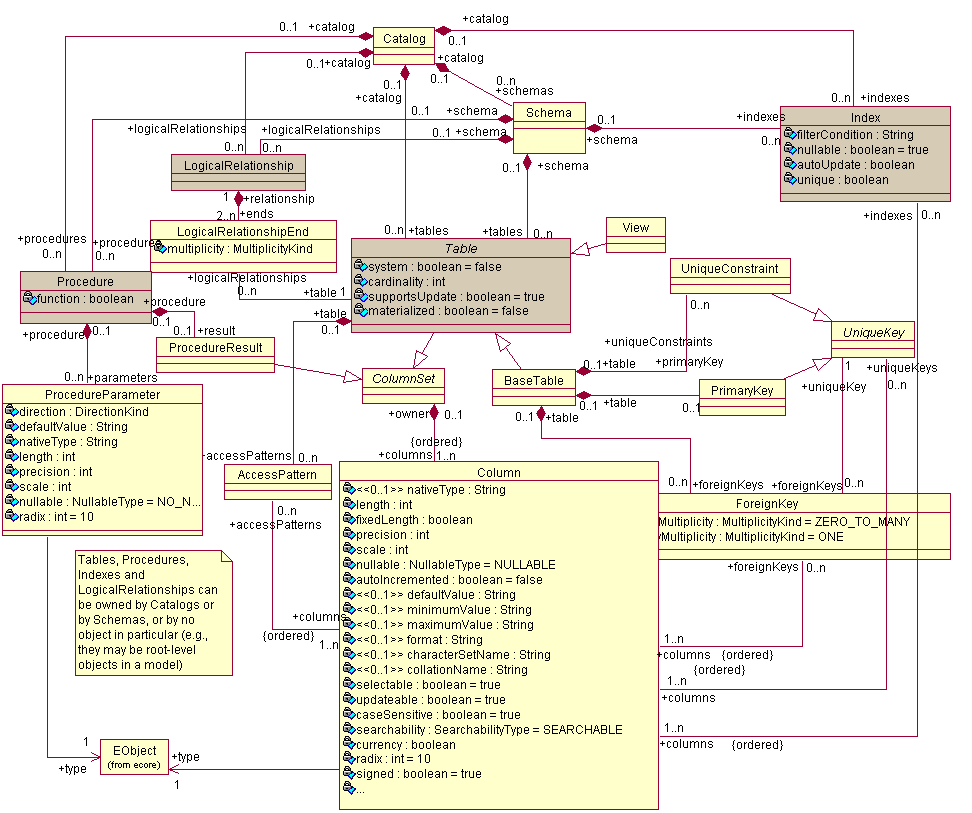 +catalog
0..1 +catalog
Catalog
0..1
0..1 +catalog
+catalog
0..1
0..1
+catalog
0..n
+schemas
0..n +indexes
0..1 +schema
Schema
0..1
+schema
+indexes
0..n
Index
filterCondition : String
nullable : boolean = true
autoUpdate : boolean
unique : boolean
+logicalRelationships
0..n
+logicalRelationships
0..n
0..1 +schema
0..1
+schema
LogicalRelationship
1 +relationship
2..n +ends
+indexes 0..n
LogicalRelationshipEnd
multiplicity : MultiplicityKind
+logicalRelationships
0..n
+procedures
0..n
+procedures
0..n
0..n +tables
+tables 0..n
View
Table
system : boolean = false
cardinality : int
supportsUpdate : boolean = true
materialized : boolean = false
+table 1
+table
0..1
Procedure
function : boolean
+procedure
0..1
0..1
+result
+procedure 0..1
ProcedureResult
UniqueConstraint
0..n
+uniqueConstraints
UniqueKey
ColumnSet
BaseTable
0..1 +table
+primaryKey
0..1 +table
0..1
PrimaryKey
1
+uniqueKey
+uniqueKeys
0..n
0..n +parameters
+owner 0..1
{ordered}
+columns 1..n
0..1 +table
ProcedureParameter
direction : DirectionKind
defaultValue : String
nativeType : String
length : int
precision : int
scale : int
nullable : NullableType = NO_N...
radix : int = 10
+accessPatterns 0..n
AccessPattern
0..n
+accessPatterns
0..n +foreignKeys
+foreignKeys 0..n
ForeignKey
Multiplicity : MultiplicityKind = ZERO_TO_MANY
yMultiplicity : MultiplicityKind = ONE
+foreignKeys 0..n
Column
<<0..1>> nativeType : String
length : int
fixedLength : boolean
precision : int
scale : int
nullable : NullableType = NULLABLE
autoIncremented : boolean = false
<<0..1>> defaultValue : String
<<0..1>> minimumValue : String
<<0..1>> maximumValue : String
<<0..1>> format : String
<<0..1>> characterSetName : String
<<0..1>> collationName : String
selectable : boolean = true
updateable : boolean = true
caseSensitive : boolean = true
searchability : SearchabilityType = SEARCHABLE
currency : boolean
radix : int = 10
signed : boolean = true
...
+columns
{ordered}
1..n
1..n
+columns {ordered}
{ordered}
1..n
+columns
1..n
+columns {ordered}
Tables, Procedures,
Indexes and
LogicalRelationships can
be owned by Catalogs or
by Schemas, or by no
object in particular (e.g.,
they may be root-level
objects in a model)
1
+type
EObject
(from ecore)
+type
1